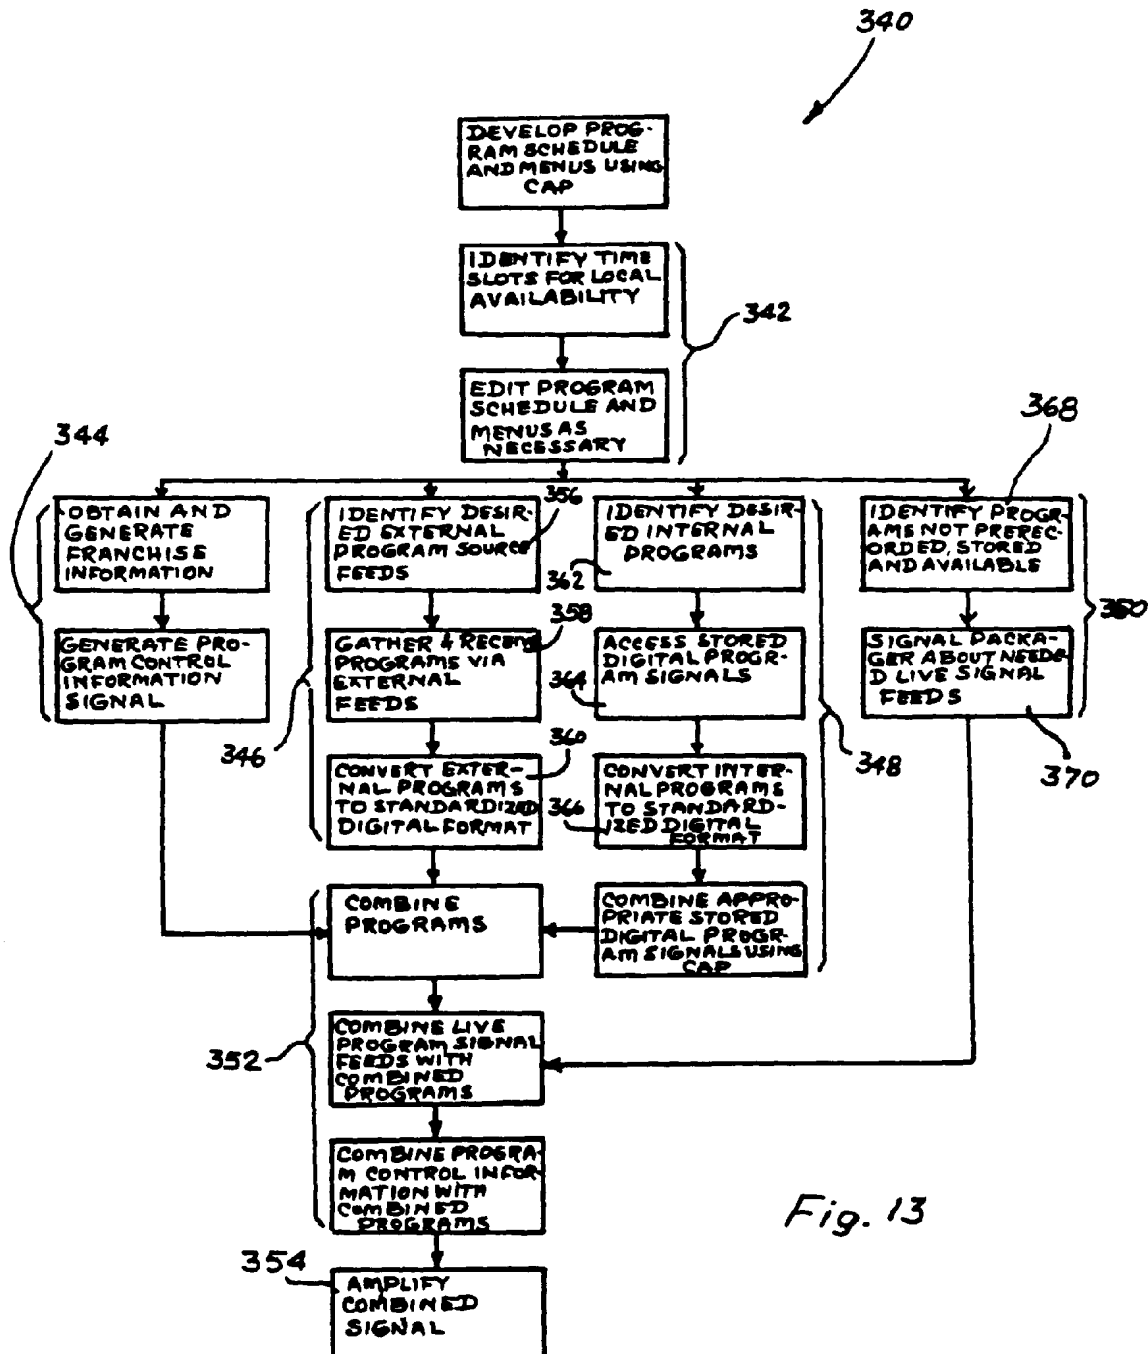 340
DEVELOP PROG-
RAM SCHEDULE
AND MENUS USING
CAP
IDENTIFY TIME
SLOTS FOR LOCAL
AVAILABILITY
342
EDIT PROGRAM
SCHEDULE AND
MENUS AS
NECESSARY
344
OBTAIN AND
GENERATE
FRANCHISE
INFORMATION
GENERATE PRO-
GRAM CONTROL
INFORMATION
SIGNAL
346
356
IDENTIFY DESI-
RED EXTERNAL
PROGRAM SOURCE
FEEDS
358
GATHER & RECEIVE
PROGRAMS VIA
EXTERNAL
FEEDS
360
CONVERT EXTER-
NAL PROGRAMS
TO STANDARDIZED
DIGITAL FORMAT
IDENTIFY DESIR-
ED INTERNAL
PROGRAMS
362
ACCESS STORED
DIGITAL PROGR-
AM SIGNALS
364
CONVERT INTER-
NAL PROGRAMS
TO STANDARD-
IZED DIGITAL
FORMAT
366
COMBINE APPRO-
PRIATE STORED
DIGITAL PROGR-
AM SIGNALS USING
CAP
348
368
IDENTIFY PROGR-
AMS NOT PREREC-
ORDED, STORED
AND AVAILABLE
350
SIGNAL PACKA-
GER ABOUT NEEDE-
D LIVE SIGNAL
FEEDS
370
COMBINE
PROGRAMS
352
COMBINE LIVE
PROGRAM SIGNAL
FEEDS WITH
COMBINED
PROGRAMS
COMBINE PROGRA-
M CONTROL INFOR-
MATION WITH
COMBINED
PROGRAMS
354
AMPLIFY
COMBINED
SIGNAL
Fig. 13